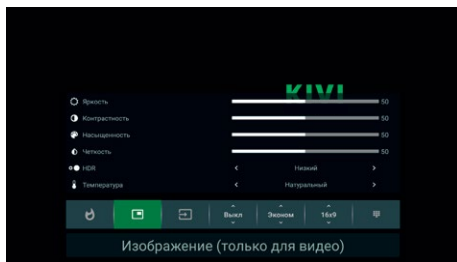 KIVI
Яркость 50
Контрастность 50
Насыщенность 50
Четкость 50
HDR < Низкий >
Температура < Натуральный >
Выкл Эконом 16x9
Изображение (только для видео)